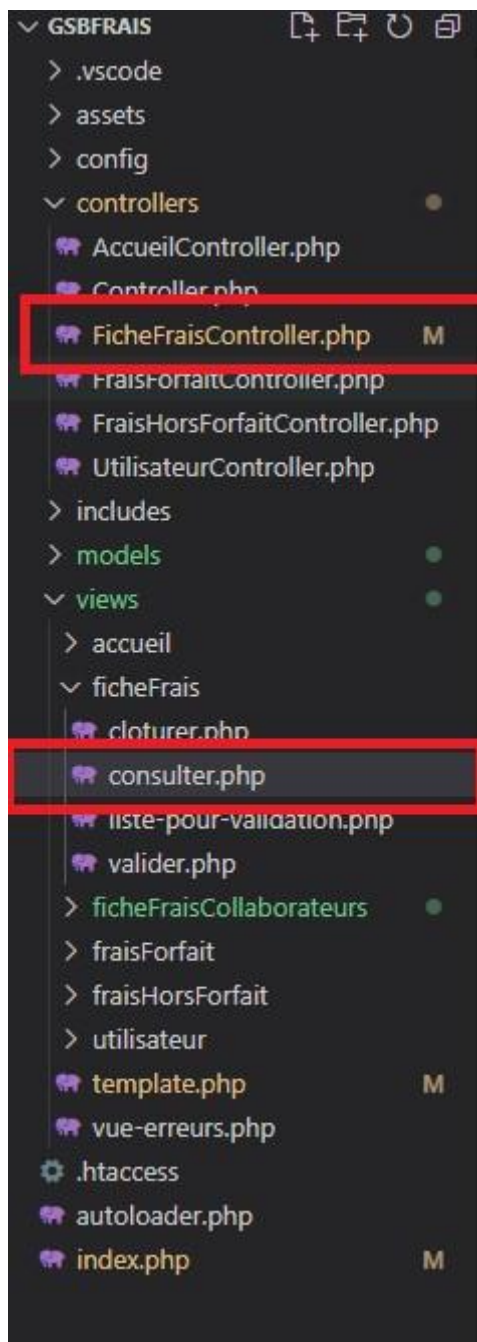 GSBFRAIS
.vscode
assets
config
controllers
AccueilController.php
Controller.php
FicheFraisController.php M
FraisForfaitController.php
FraisHorsForfaitController.php
UtilisateurController.php
includes
models
views
accueil
ficheFrais
cloturer.php
consulter.php
liste-pour-validation.php
valider.php
ficheFraisCollaborateurs
fraisForfait
fraisHorsForfait
utilisateur
template.php M
vue-erreurs.php
.htaccess
autoloader.php
index.php M